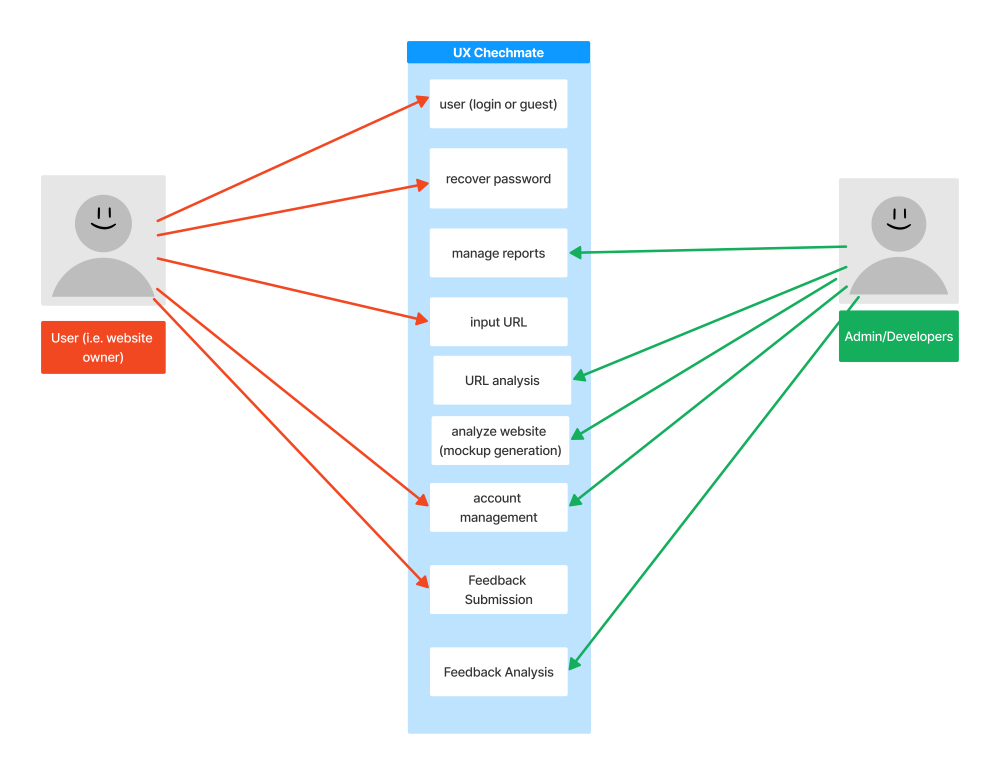 UX Chechmate
user (login or guest)
recover password
manage reports
input URL
URL analysis
analyze website
(mockup generation)
account
management
Feedback
Submission
Feedback Analysis
User (i.e. website
owner)
Admin/Developers